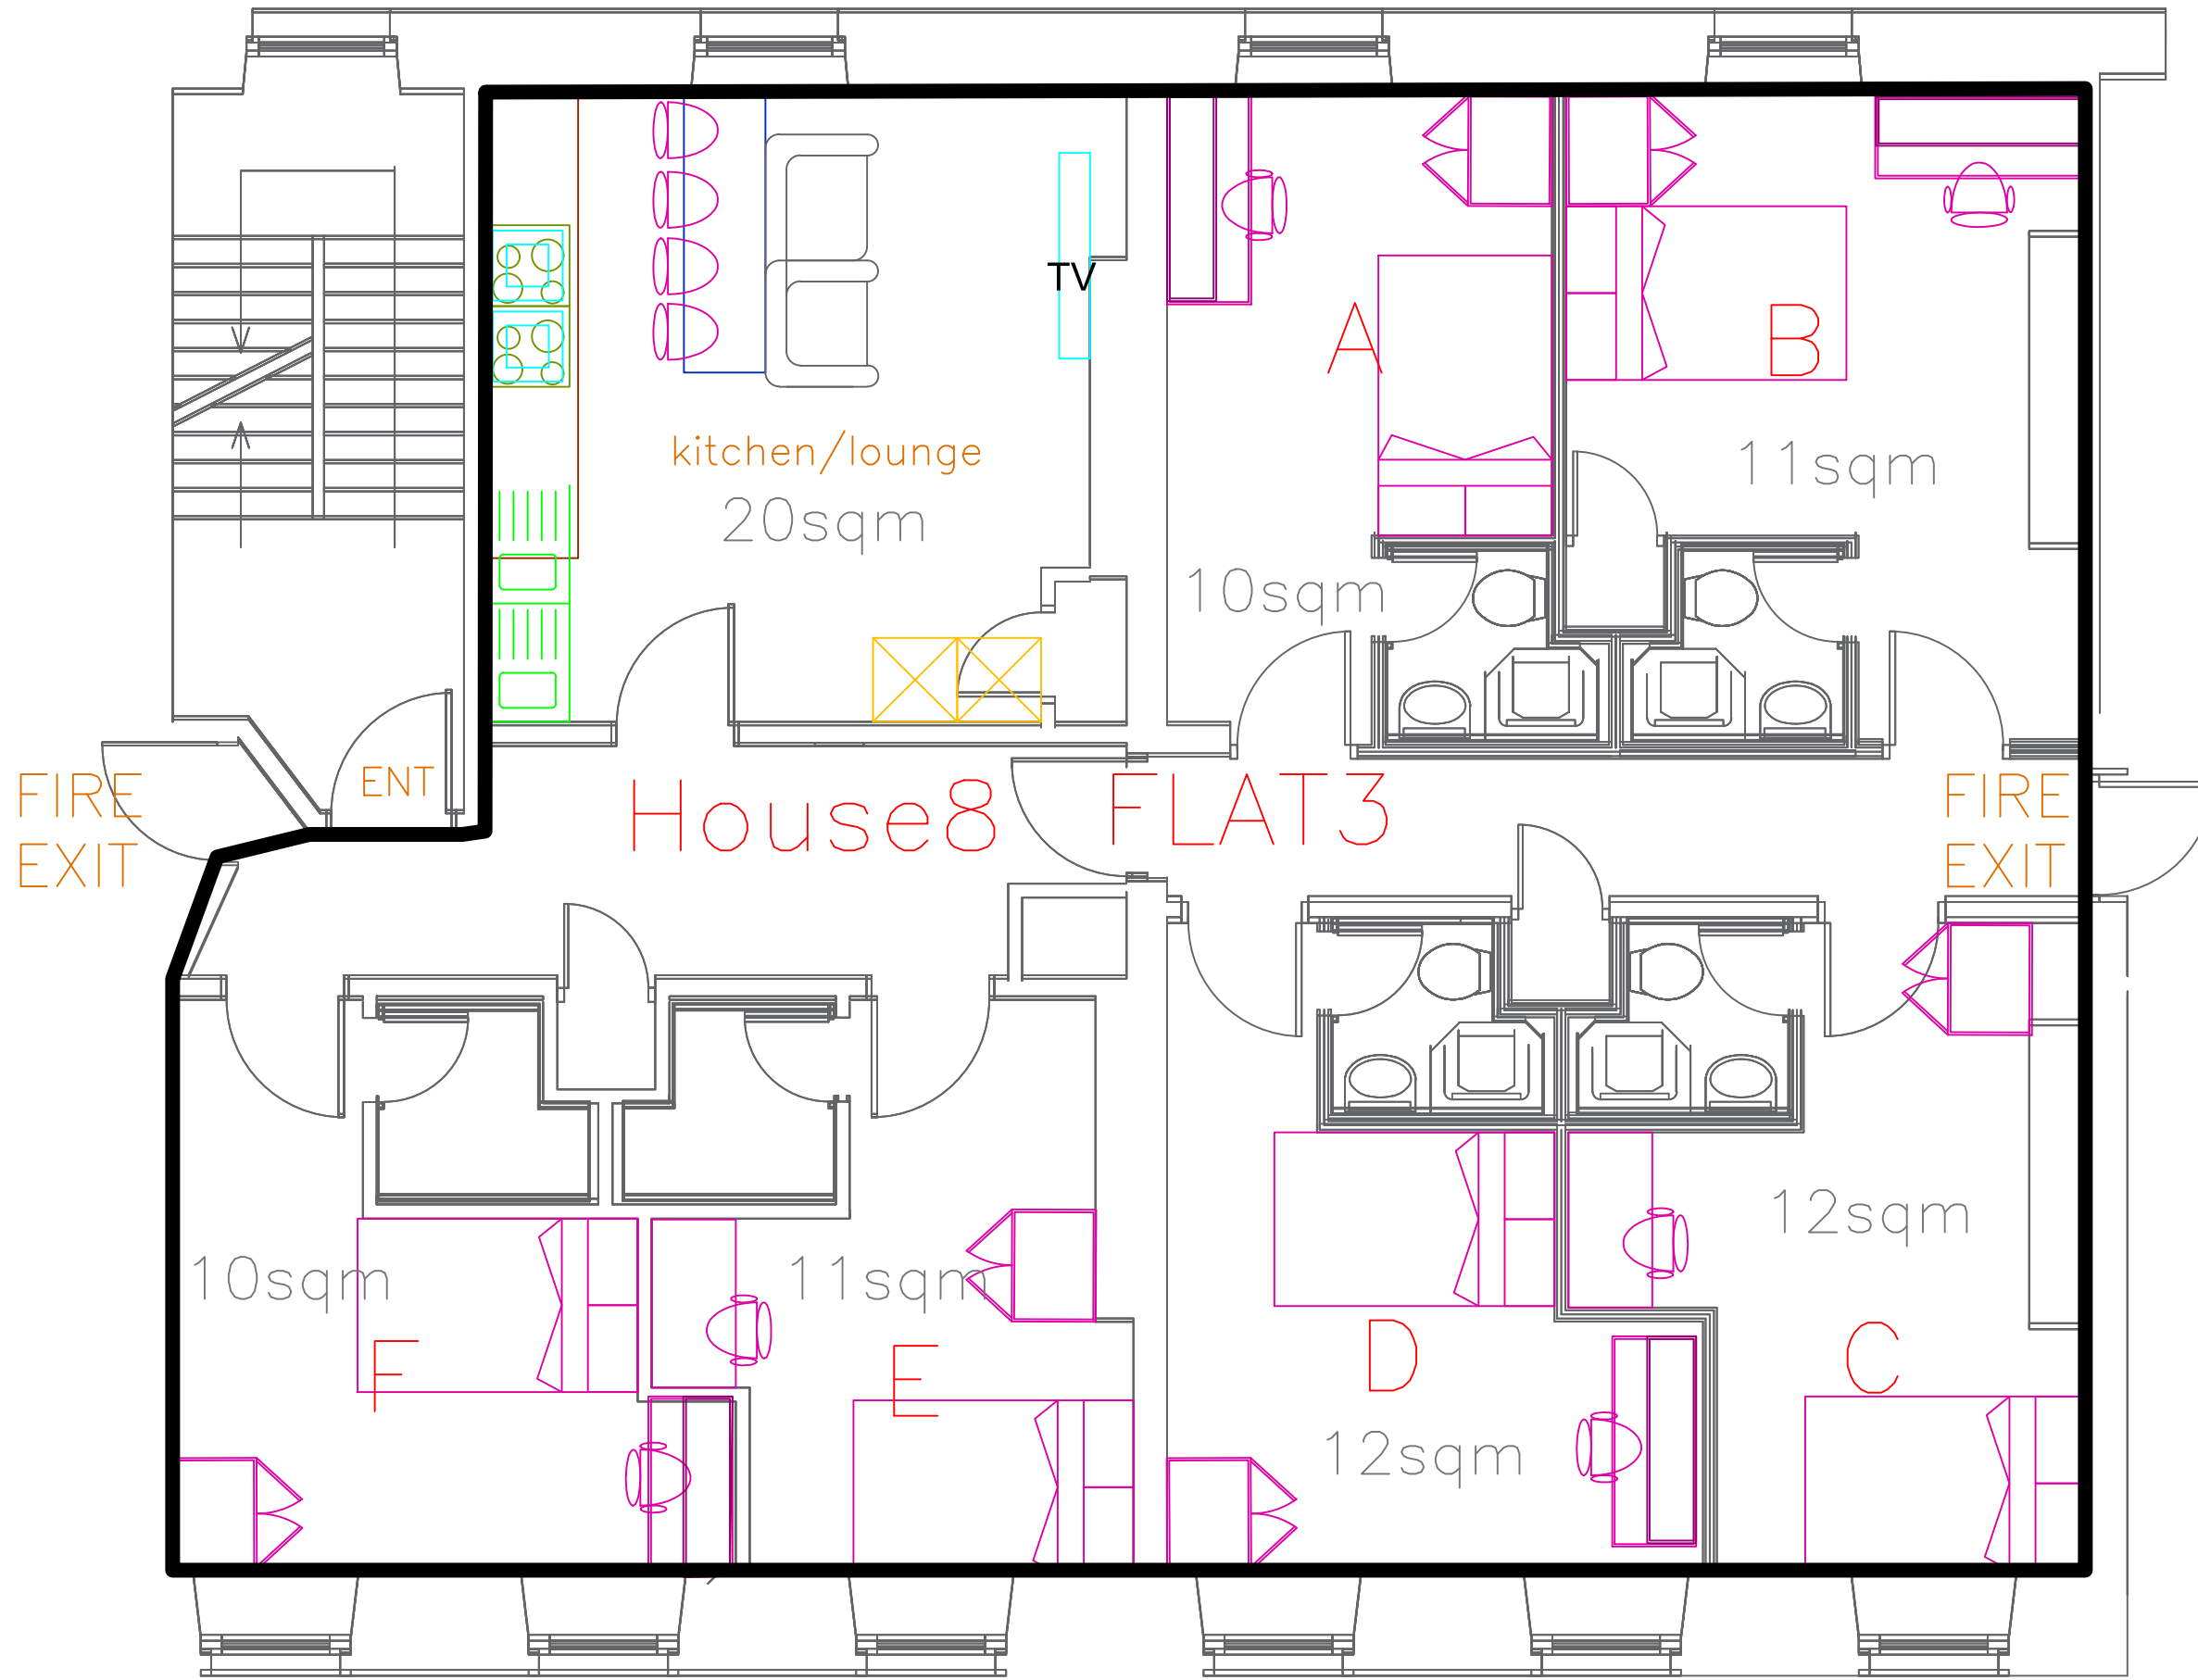 TV
A
B
kitchen/lounge
11sqm
20sqm
10sqm
FIRE
EXIT
ENT
House8
FLAT3
FIRE
EXIT
12sqm
10sqm
11sqm
F
E
D
C
12sqm